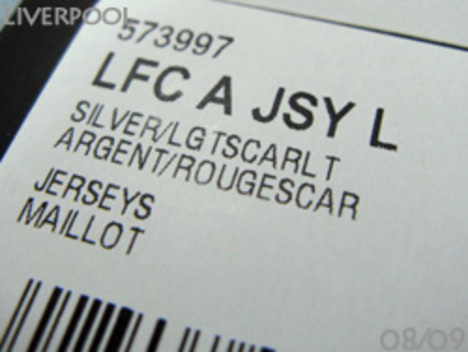 LIVERPOOL
573997
LFC A JSY L
SILVER/LGTSCARLT
ARGENT/ROUGESCAR
JERSEYS
MAILLOT
08/09